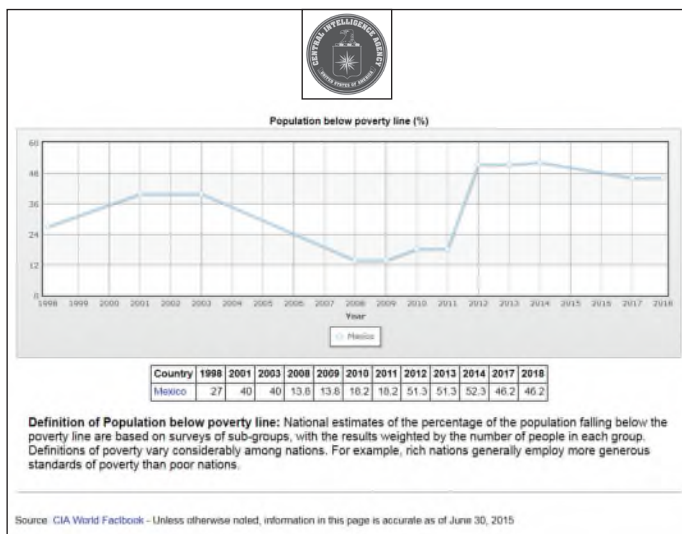 CENTRAL INTELLIGENCE AGENCY
UNITED STATES OF AMERICA
Population below poverty line (%)
60
48
36
24
12
0
1998 1999 2000 2001 2002 2003 2004 2005 2006 2007 2008 2009 2010 2011 2012 2013 2014 2015 2016 2017 2018
Year
Mexico
Country 1998 2001 2003 2008 2009 2010 2011 2012 2013 2014 2017 2018
Mexico 27 40 40 13.8 13.8 18.2 18.2 51.3 51.3 52.3 46.2 46.2
Definition of Population below poverty line: National estimates of the percentage of the population falling below the
poverty line are based on surveys of sub-groups, with the results weighted by the number of people in each group.
Definitions of poverty vary considerably among nations. For example, rich nations generally employ more generous
standards of poverty than poor nations.
Source: CIA World Factbook - Unless otherwise noted, information in this page is accurate as of June 30, 2015